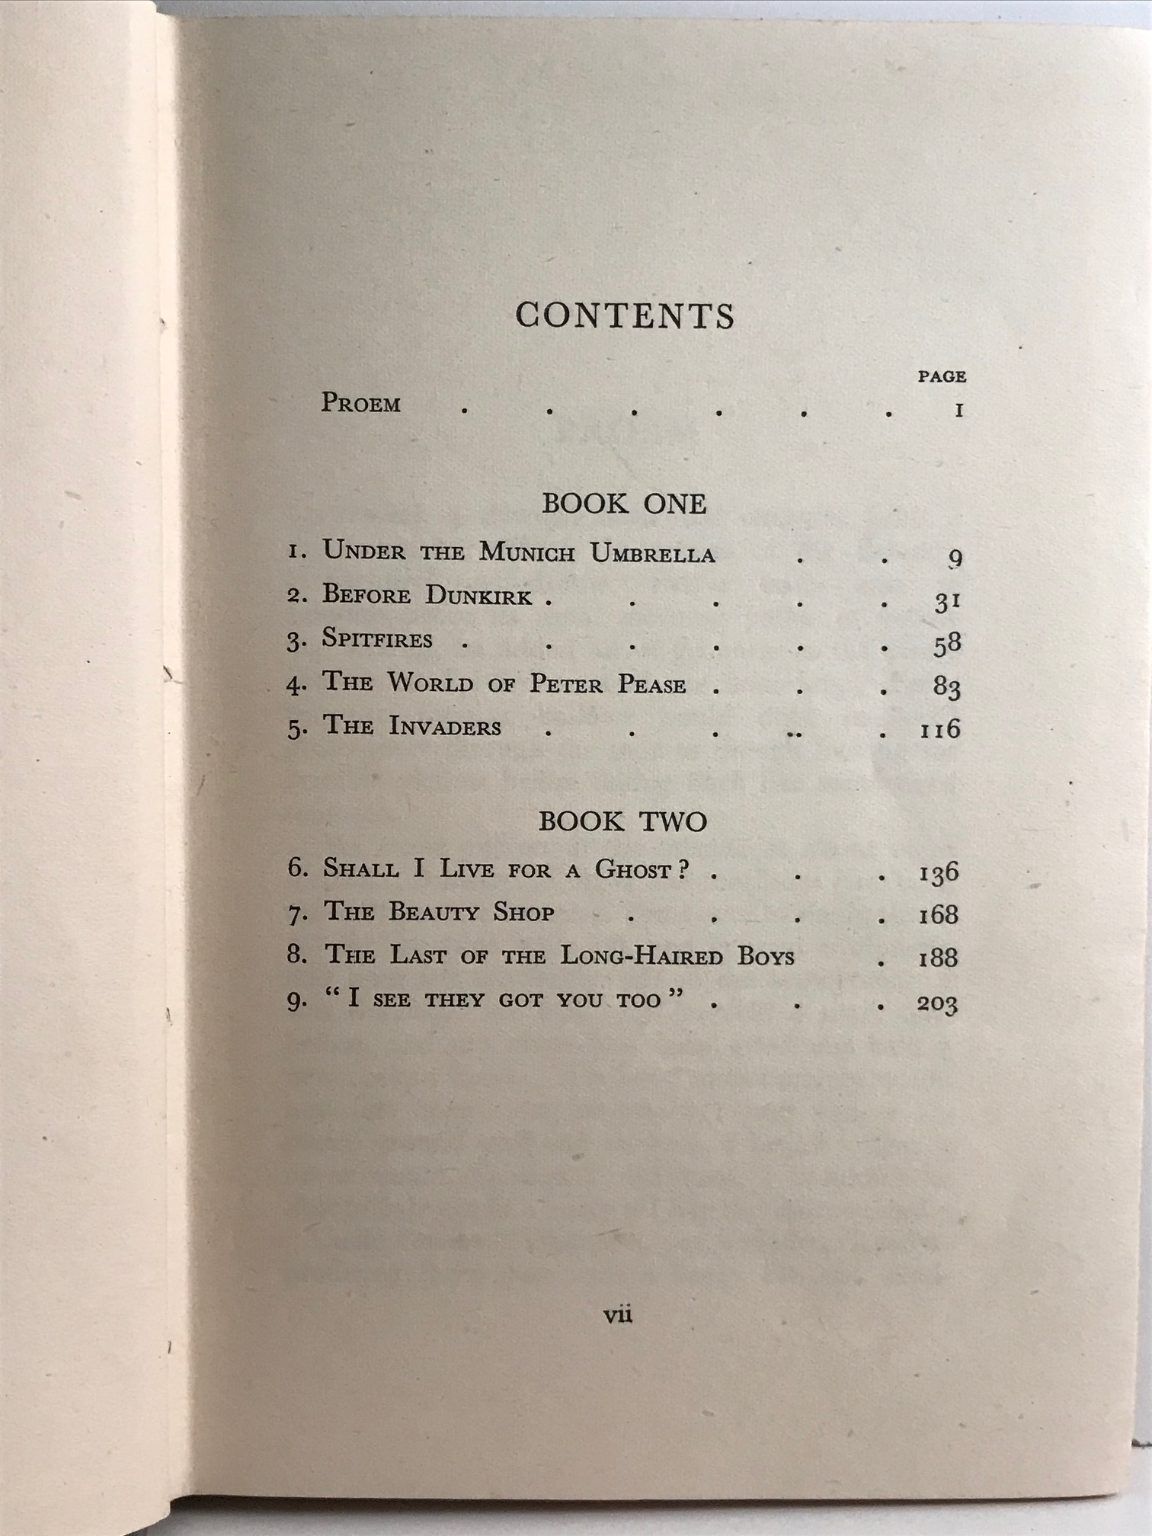 CONTENTS
PAGE
PROEM . . . . . . 1
BOOK ONE
1. UNDER THE MUNICH UMBRELLA . . 9
2. BEFORE DUNKIRK . . . . . 31
3. SPITFIRES . . . . . . 58
4. THE WORLD OF PETER PEASE . . . 83
5. THE INVADERS . . . .. . 116
BOOK TWO
6. SHALL I LIVE FOR A GHOST? . . . 136
7. THE BEAUTY SHOP . . . . 168
8. THE LAST OF THE LONG-HAIRED BOYS . 188
9. “I SEE THEY GOT YOU TOO” . . . 203
vii